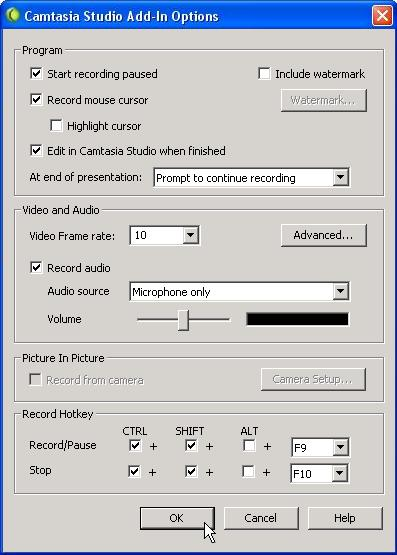 Camtasia Studio Add-In Options
Program
Start recording paused
Include watermark
Record mouse cursor
Watermark...
Highlight cursor
Edit in Camtasia Studio when finished
At end of presentation: Prompt to continue recording
Video and Audio
Video Frame rate: 10
Advanced...
Record audio
Audio source Microphone only
Volume
Picture In Picture
Record from camera
Camera Setup...
Record Hotkey
CTRL SHIFT ALT
Record/Pause + + + F9
Stop + + + F10
OK Cancel Help